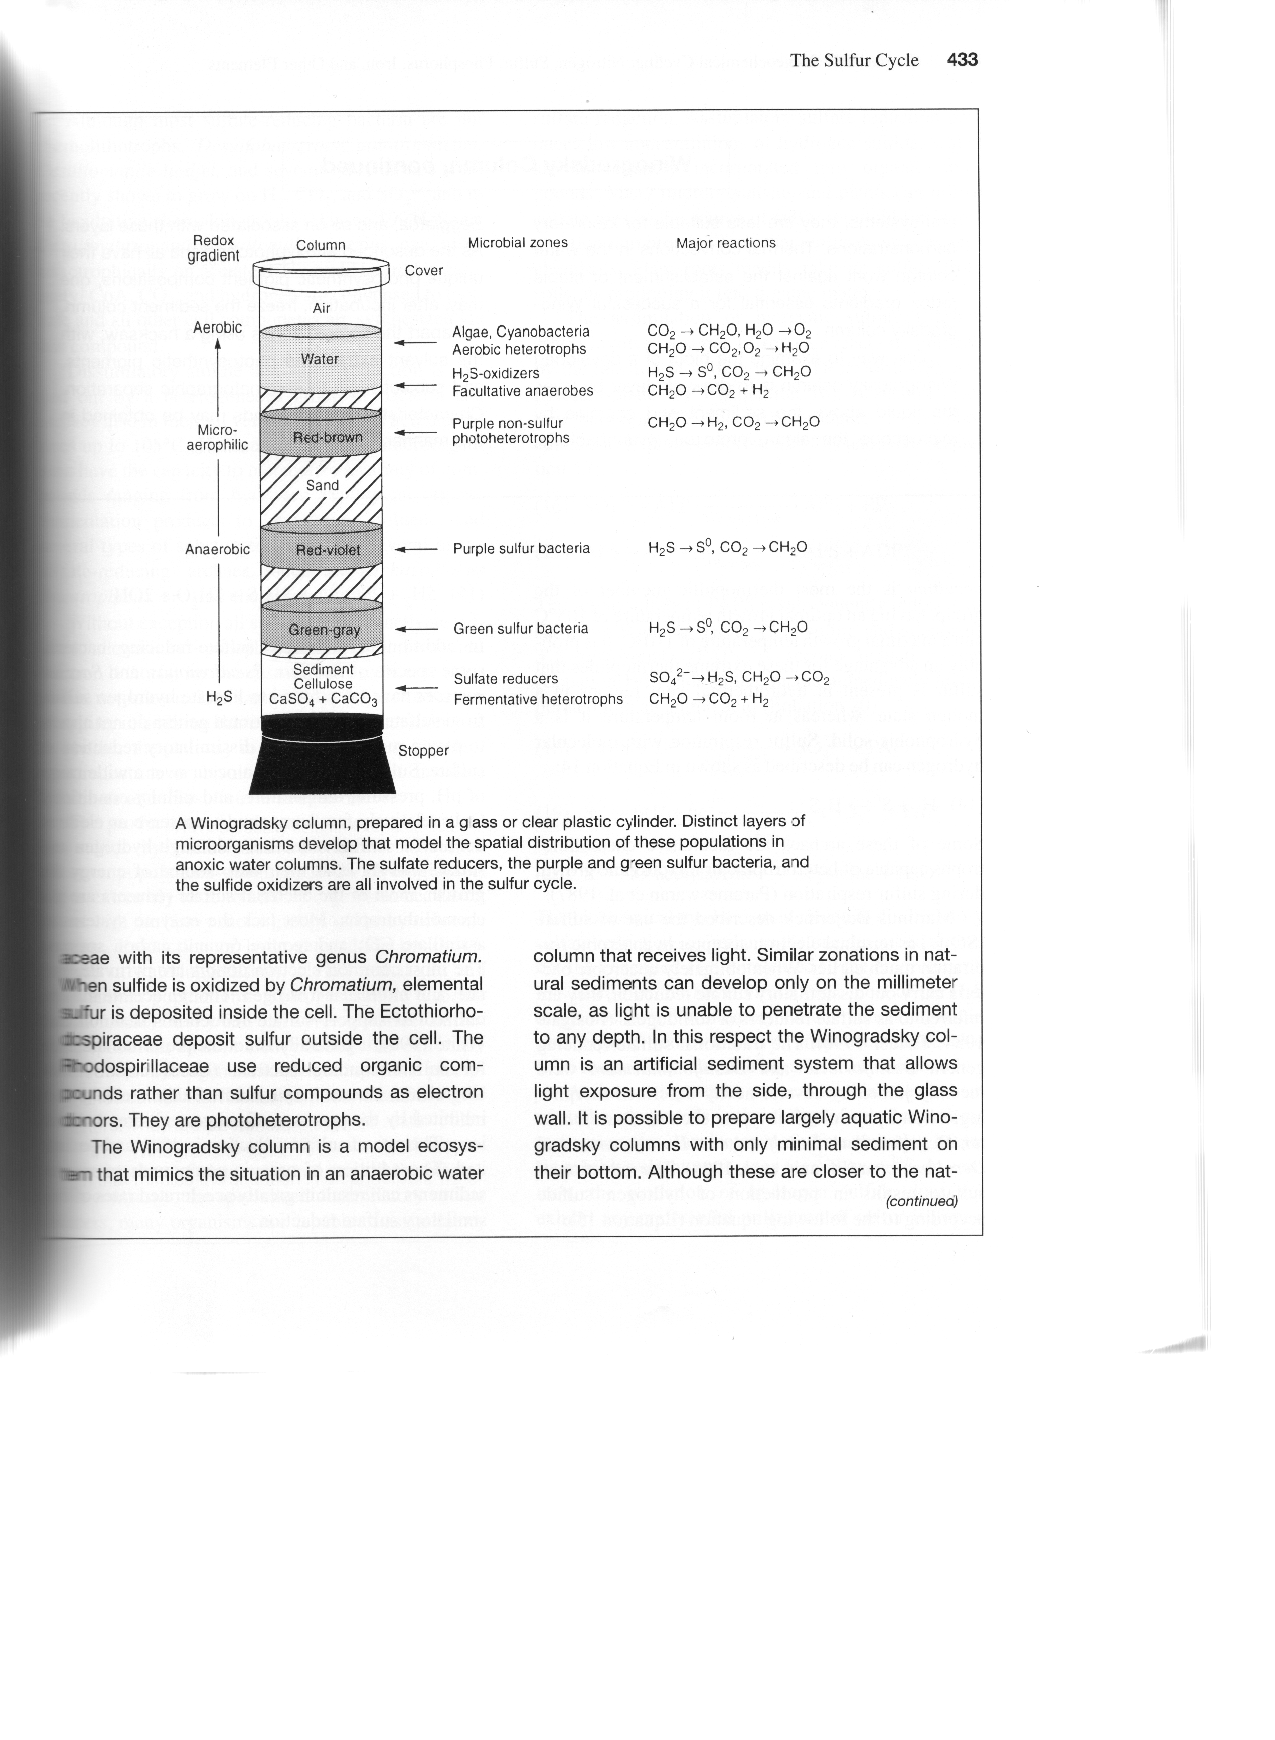 The Sulfur Cycle 433
Redox
gradient
Column
Microbial zones
Major reactions
Cover
Air
Aerobic
Water
Algae, Cyanobacteria
Aerobic heterotrophs
CO₂ → CH₂O, H₂O → O₂
CH₂O → CO₂, O₂ → H₂O
H₂S-oxidizers
Facultative anaerobes
H₂S → S⁰, CO₂ → CH₂O
CH₂O → CO₂ + H₂
Micro-
aerophilic
Red-brown
Purple non-sulfur
photoheterotrophs
CH₂O → H₂, CO₂ → CH₂O
Sand
Anaerobic
Red-violet
Purple sulfur bacteria
H₂S → S⁰, CO₂ → CH₂O
Green-gray
Green sulfur bacteria
H₂S → S⁰, CO₂ → CH₂O
H₂S
Sediment
Cellulose
CaSO₄ + CaCO₃
Sulfate reducers
Fermentative heterotrophs
SO₄²⁻ → H₂S, CH₂O → CO₂
CH₂O → CO₂ + H₂
Stopper
A Winogradsky column, prepared in a glass or clear plastic cylinder. Distinct layers of
microorganisms develop that model the spatial distribution of these populations in
anoxic water columns. The sulfate reducers, the purple and green sulfur bacteria, and
the sulfide oxidizers are all involved in the sulfur cycle.
aceae with its representative genus Chromatium.
When sulfide is oxidized by Chromatium, elemental
sulfur is deposited inside the cell. The Ectothiorho-
dospiraceae deposit sulfur outside the cell. The
Rhodospirillaceae use reduced organic com-
pounds rather than sulfur compounds as electron
donors. They are photoheterotrophs.
The Winogradsky column is a model ecosys-
tem that mimics the situation in an anaerobic water
column that receives light. Similar zonations in nat-
ural sediments can develop only on the millimeter
scale, as light is unable to penetrate the sediment
to any depth. In this respect the Winogradsky col-
umn is an artificial sediment system that allows
light exposure from the side, through the glass
wall. It is possible to prepare largely aquatic Wino-
gradsky columns with only minimal sediment on
their bottom. Although these are closer to the nat-
(continued)